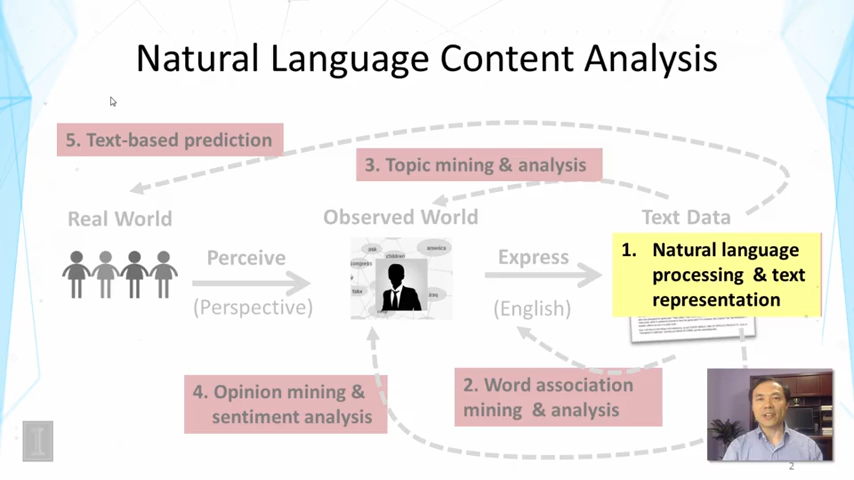 Natural Language Content Analysis
5. Text-based prediction
3. Topic mining & analysis
Real World
Observed World
Text Data
Perceive
(Perspective)
Express
(English)
1. Natural language
processing & text
representation
4. Opinion mining &
sentiment analysis
2. Word association
mining & analysis
2